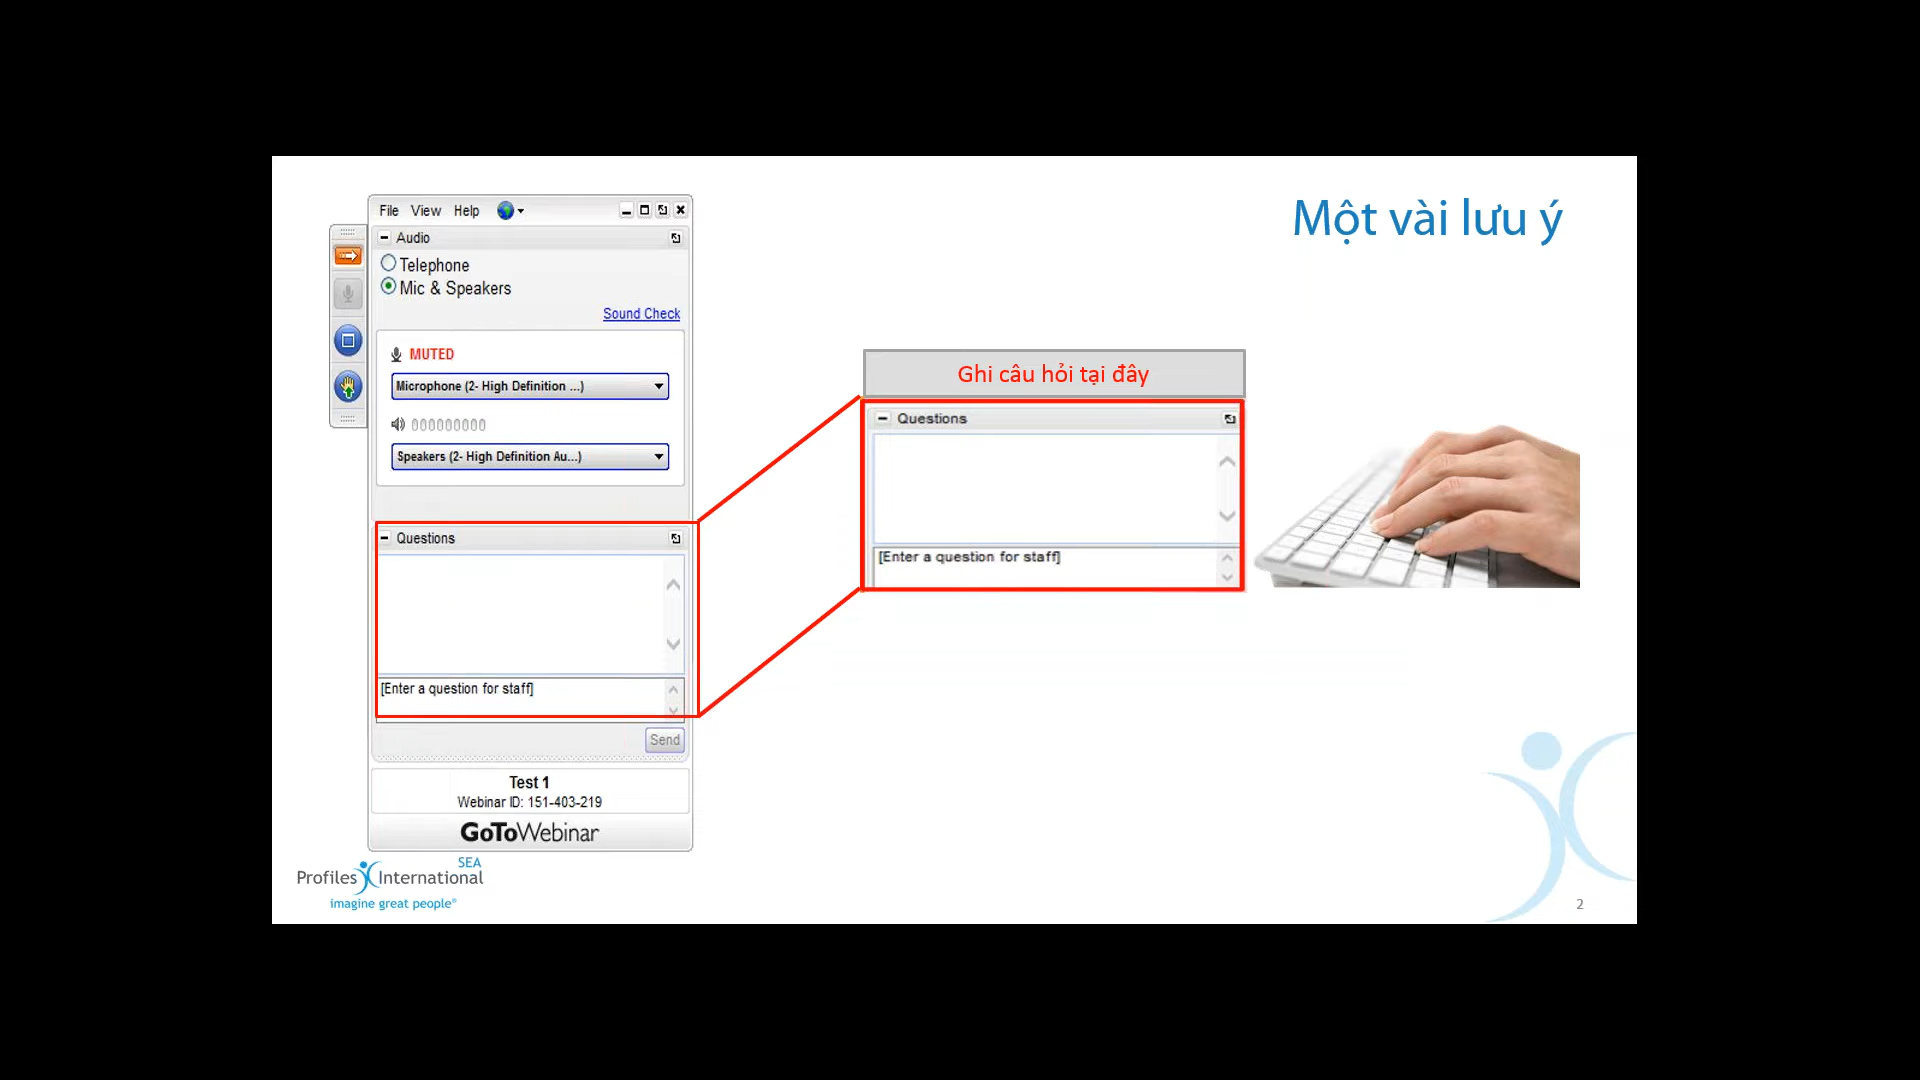 Một vài lưu ý
File View Help
Audio
Telephone
Mic & Speakers
Sound Check
MUTED
Microphone (2- High Definition ...)
Speakers (2- High Definition Au...)
Questions
[Enter a question for staff]
Send
Test 1
Webinar ID: 151-403-219
GoToWebinar
Ghi câu hỏi tại đây
Questions
[Enter a question for staff]
SEA
Profiles International
imagine great people®
2